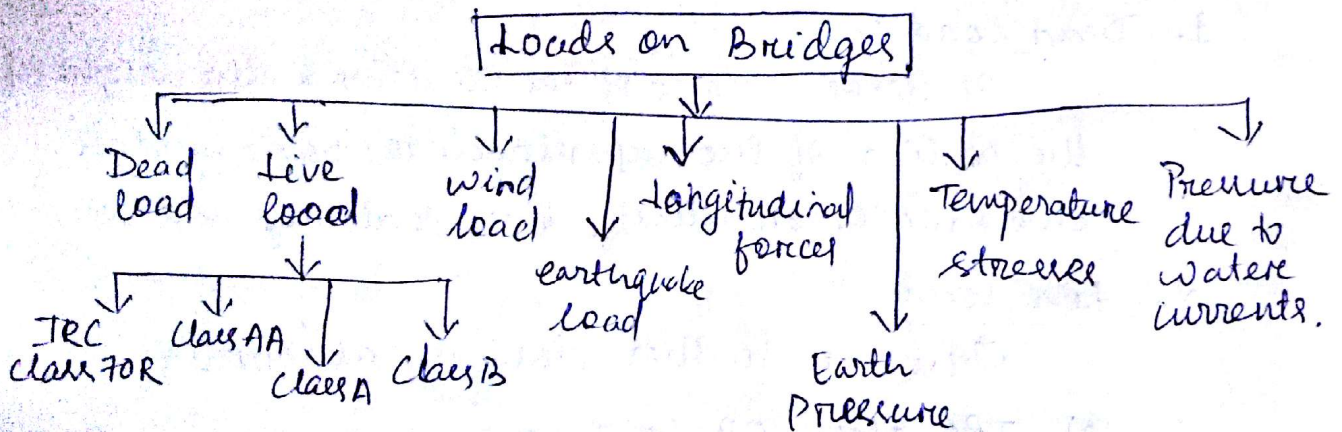 Loads on Bridges
Dead
load
Live
load
wind
load
earthquake
load
Longitudinal
forces
Earth
Pressure
Temperature
stresses
Pressure
due to
water
currents.
IRC
Class 70R
Class AA
Class A
Class B